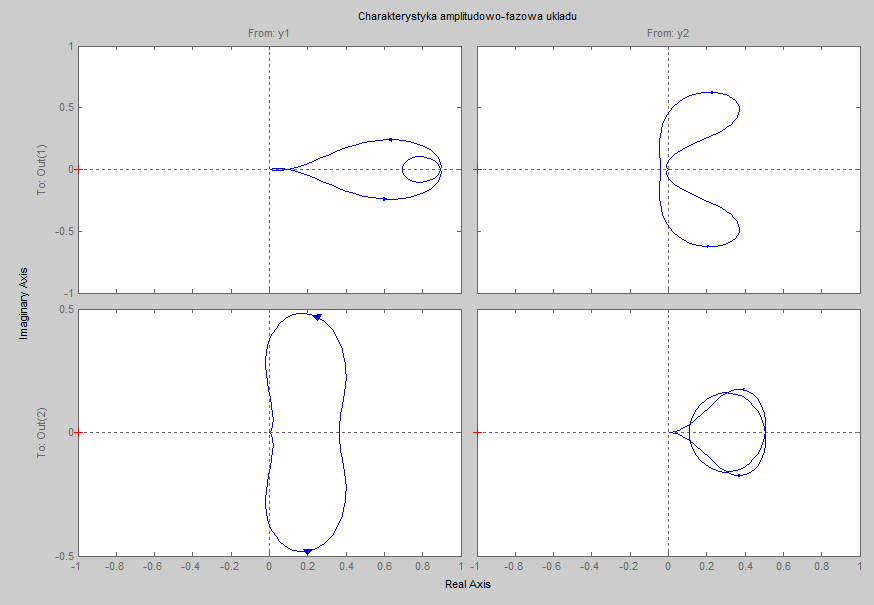 Charakterystyka amplitudowo-fazowa ukladu
From: y1
From: y2
1
0.5
0
-0.5
-1
To: Out(1)
0.5
0
-0.5
To: Out(2)
Imaginary Axis
-1 -0.8 -0.6 -0.4 -0.2 0 0.2 0.4 0.6 0.8 1
-1 -0.8 -0.6 -0.4 -0.2 0 0.2 0.4 0.6 0.8 1
Real Axis